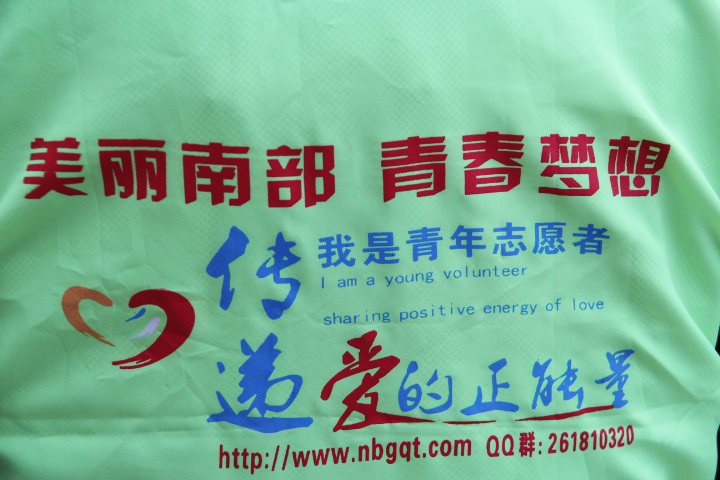 美丽南部 青春梦想
我是青年志愿者
I am a young volunteer
sharing positive energy of love
传递爱的正能量
http://www.nbgqt.com QQ群:261810320